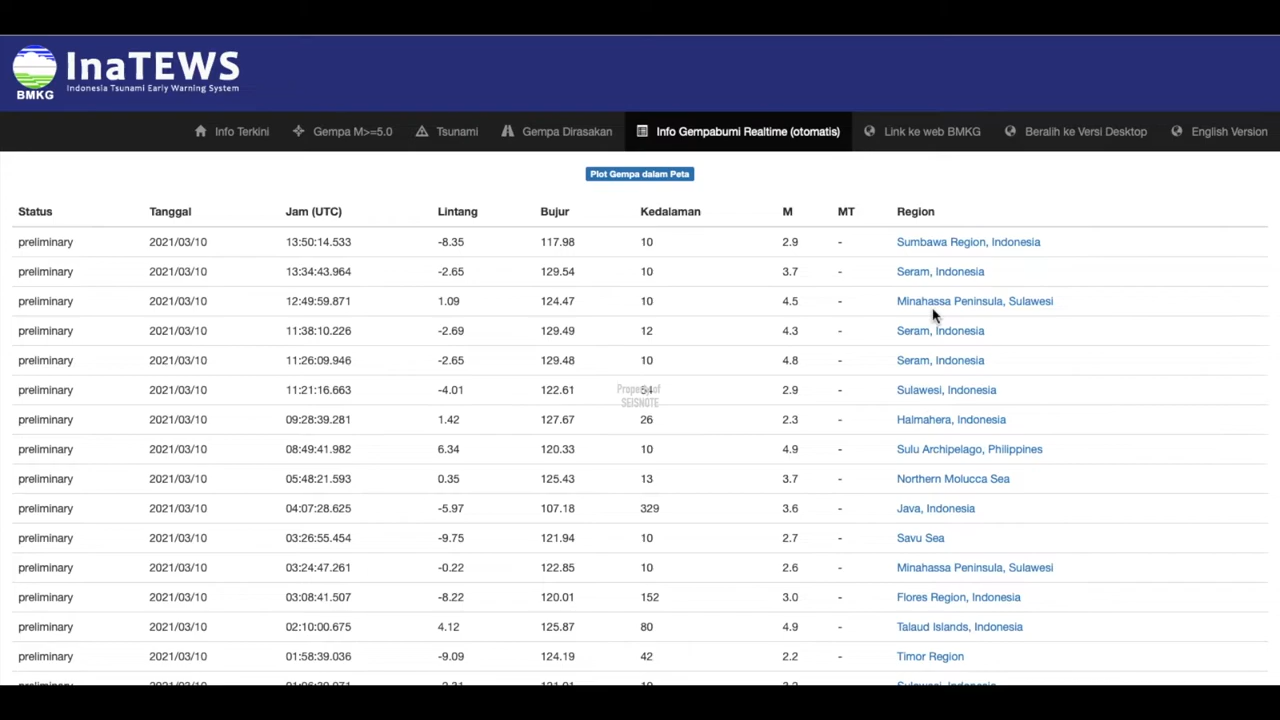 InaTEWS
Indonesia Tsunami Early Warning System
BMKG
Info Terkini Gempa M>=5.0 Tsunami Gempa Dirasakan Info Gempabumi Realtime (otomatis) Link ke web BMKG Beralih ke Versi Desktop English Version
Plot Gempa dalam Peta
Status Tanggal Jam (UTC) Lintang Bujur Kedalaman M MT Region
preliminary 2021/03/10 13:50:14.533 -8.35 117.98 10 2.9 - Sumbawa Region, Indonesia
preliminary 2021/03/10 13:34:43.964 -2.65 129.54 10 3.7 - Seram, Indonesia
preliminary 2021/03/10 12:49:59.871 1.09 124.47 10 4.5 - Minahassa Peninsula, Sulawesi
preliminary 2021/03/10 11:38:10.226 -2.69 129.49 12 4.3 - Seram, Indonesia
preliminary 2021/03/10 11:26:09.946 -2.65 129.48 10 4.8 - Seram, Indonesia
preliminary 2021/03/10 11:21:16.663 -4.01 122.61 54 2.9 - Sulawesi, Indonesia
Property of
SEISNOTE
preliminary 2021/03/10 09:28:39.281 1.42 127.67 26 2.3 - Halmahera, Indonesia
preliminary 2021/03/10 08:49:41.982 6.34 120.33 10 4.9 - Sulu Archipelago, Philippines
preliminary 2021/03/10 05:48:21.593 0.35 125.43 13 3.7 - Northern Molucca Sea
preliminary 2021/03/10 04:07:28.625 -5.97 107.18 329 3.6 - Java, Indonesia
preliminary 2021/03/10 03:26:55.454 -9.75 121.94 10 2.7 - Savu Sea
preliminary 2021/03/10 03:24:47.261 -0.22 122.85 10 2.6 - Minahassa Peninsula, Sulawesi
preliminary 2021/03/10 03:08:41.507 -8.22 120.01 152 3.0 - Flores Region, Indonesia
preliminary 2021/03/10 02:10:00.675 4.12 125.87 80 4.9 - Talaud Islands, Indonesia
preliminary 2021/03/10 01:58:39.036 -9.09 124.19 42 2.2 - Timor Region
preliminary 2021/03/10 Sulawesi, Indonesia